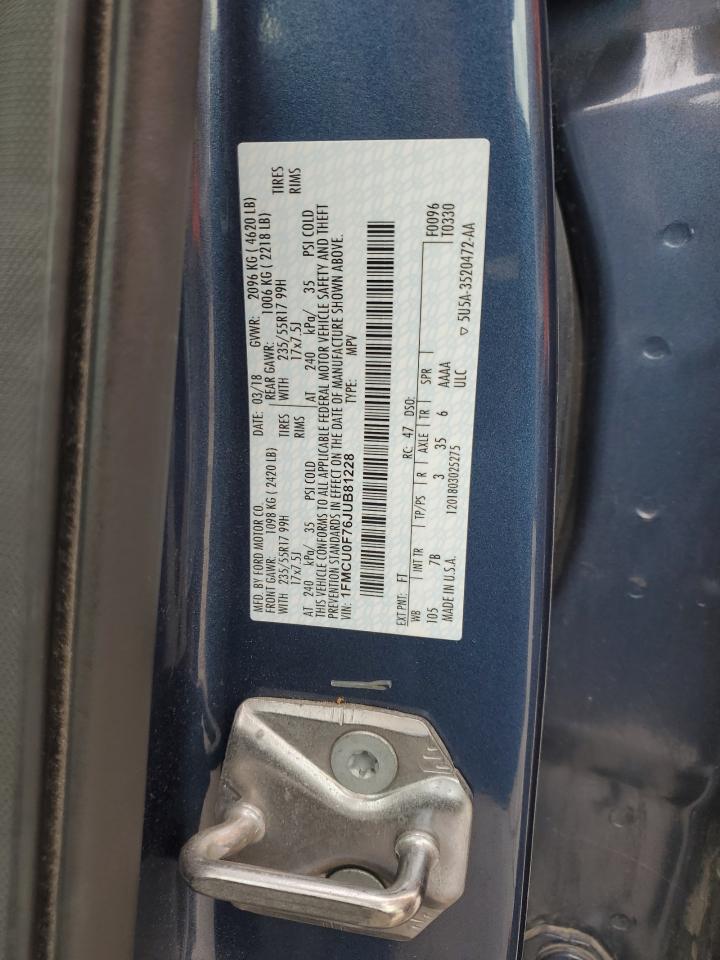 MFD. BY FORD MOTOR CO. DATE: 03/18 GVWR: 2096 KG ( 4620 LB)
FRONT GAWR: 1098 KG (2420 LB) REAR GAWR: 1006 KG ( 2218 LB)
WITH 235/55R17 99H TIRES WITH 235/55R17 99H TIRES
17x7.5J RIMS 17x7.5J RIMS
AT 240 kPa/ 35 PSI COLD AT 240 kPa/ 35 PSI COLD
THIS VEHICLE CONFORMS TO ALL APPLICABLE FEDERAL MOTOR VEHICLE SAFETY AND THEFT
PREVENTION STANDARDS IN EFFECT ON THE DATE OF MANUFACTURE SHOWN ABOVE.
VIN: 1FMCU0F76JUB81228 TYPE: MPV
EXT PNT: FT RC: 47 DSO: F0096
WB INT TR TP/PS R AXLE TR SPR T0330
105 7B 3 35 6 AAAA
MADE IN U.S.A. 1201803025275 ULC ▽ 5U5A-3520472-AA